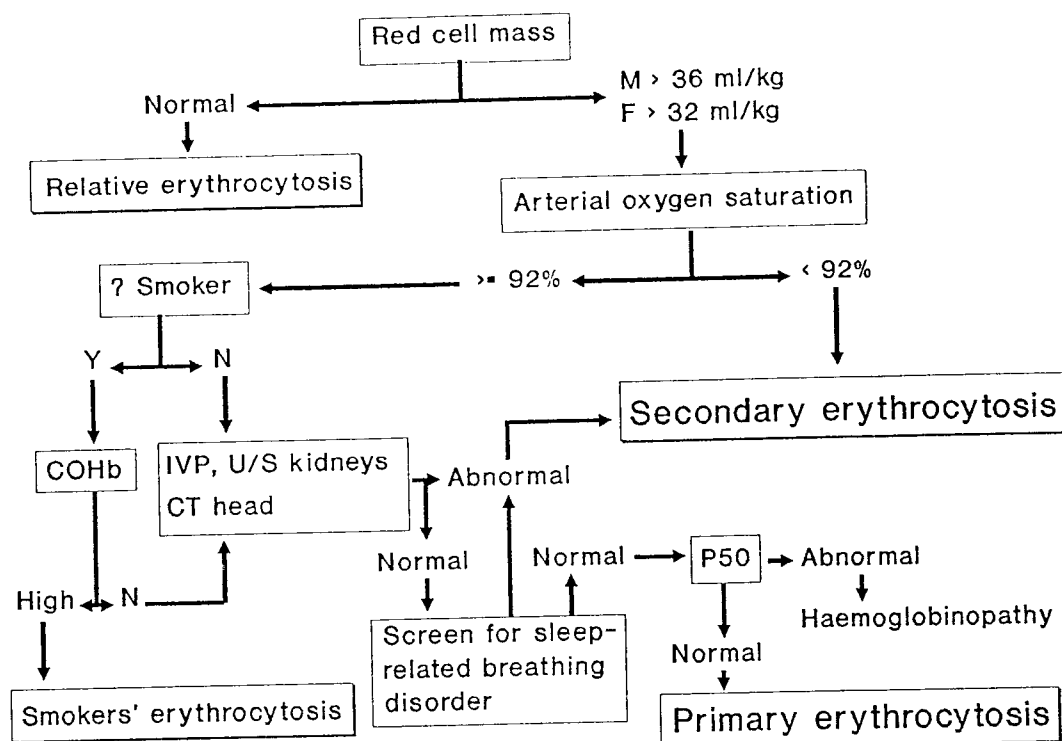 Red cell mass
Normal
M > 36 ml/kg
F > 32 ml/kg
Relative erythrocytosis
Arterial oxygen saturation
? Smoker
>= 92%
< 92%
Y
N
Secondary erythrocytosis
COHb
IVP, U/S kidneys
CT head
Abnormal
Normal
Normal
P50
Abnormal
High
N
Haemoglobinopathy
Screen for sleep-
related breathing
disorder
Normal
Smokers' erythrocytosis
Primary erythrocytosis